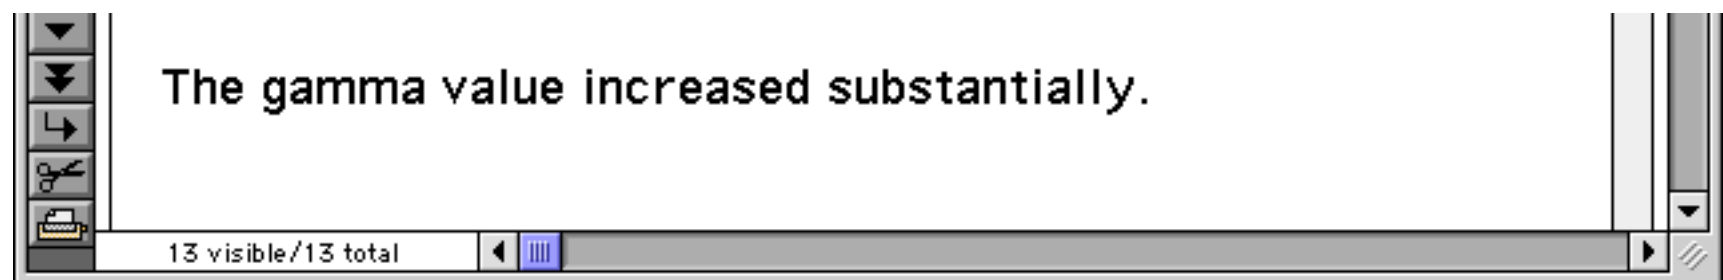 The gamma value increased substantially.
13 visible/13 total